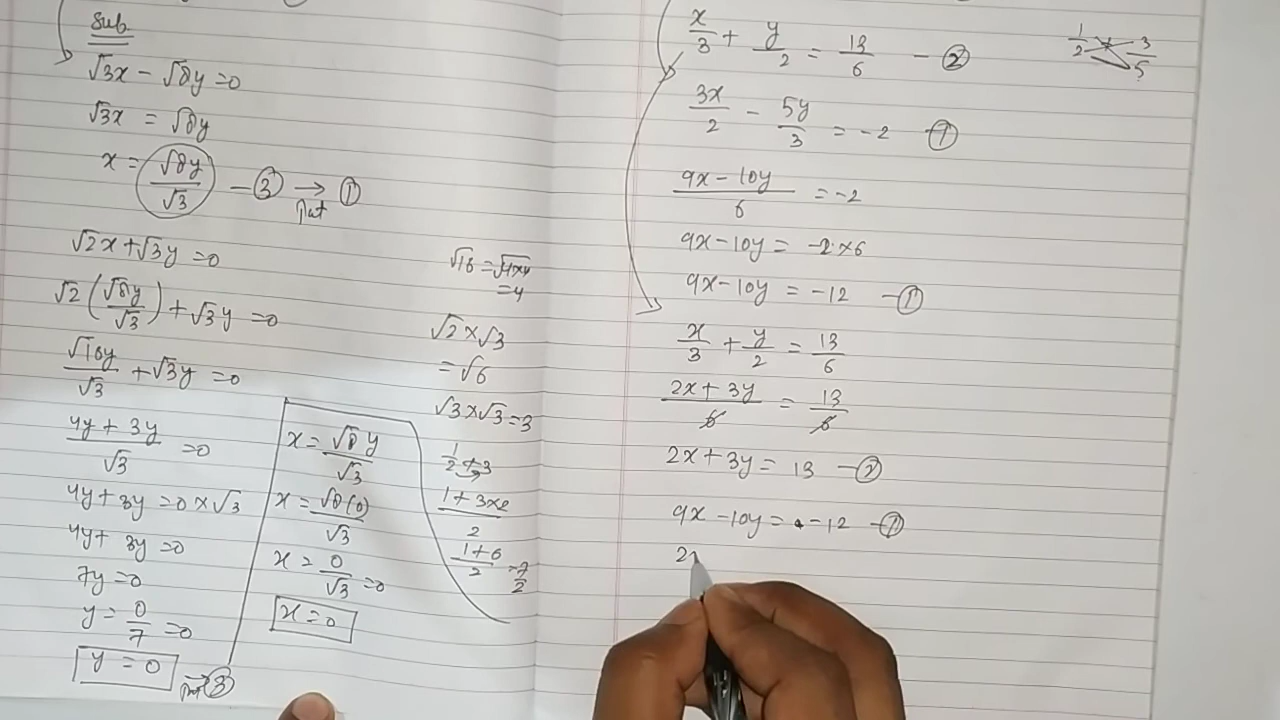 Sub
√3x - √8y = 0
√3x = √8y
x = √8y/√3 - ③ → Put ①
√2x + √3y = 0
√2(√8y/√3) + √3y = 0
√16y/√3 + √3y = 0
4y + 3y/√3 = 0
4y + 3y = 0 × √3
4y + 3y = 0
7y = 0
y = 0/7 = 0
y = 0 → Put ③
x = √8y/√3
x = √8(0)/√3
x = 0/√3 = 0
x = 0
√16 = √4×4
= 4
√2 × √3
= √6
√3 × √3 = 3
1/2 + 3
1 + 3×2/2
1 + 6/2 = 7/2
x/3 + y/2 = 13/6 - ②
1/2 3/5
3x/2 - 5y/3 = -2 - ①
9x - 10y/6 = -2
9x - 10y = -2 × 6
9x - 10y = -12 - ①
x/3 + y/2 = 13/6
2x + 3y/6 = 13/6
2x + 3y = 13 - ②
9x - 10y = -12 - ①
2